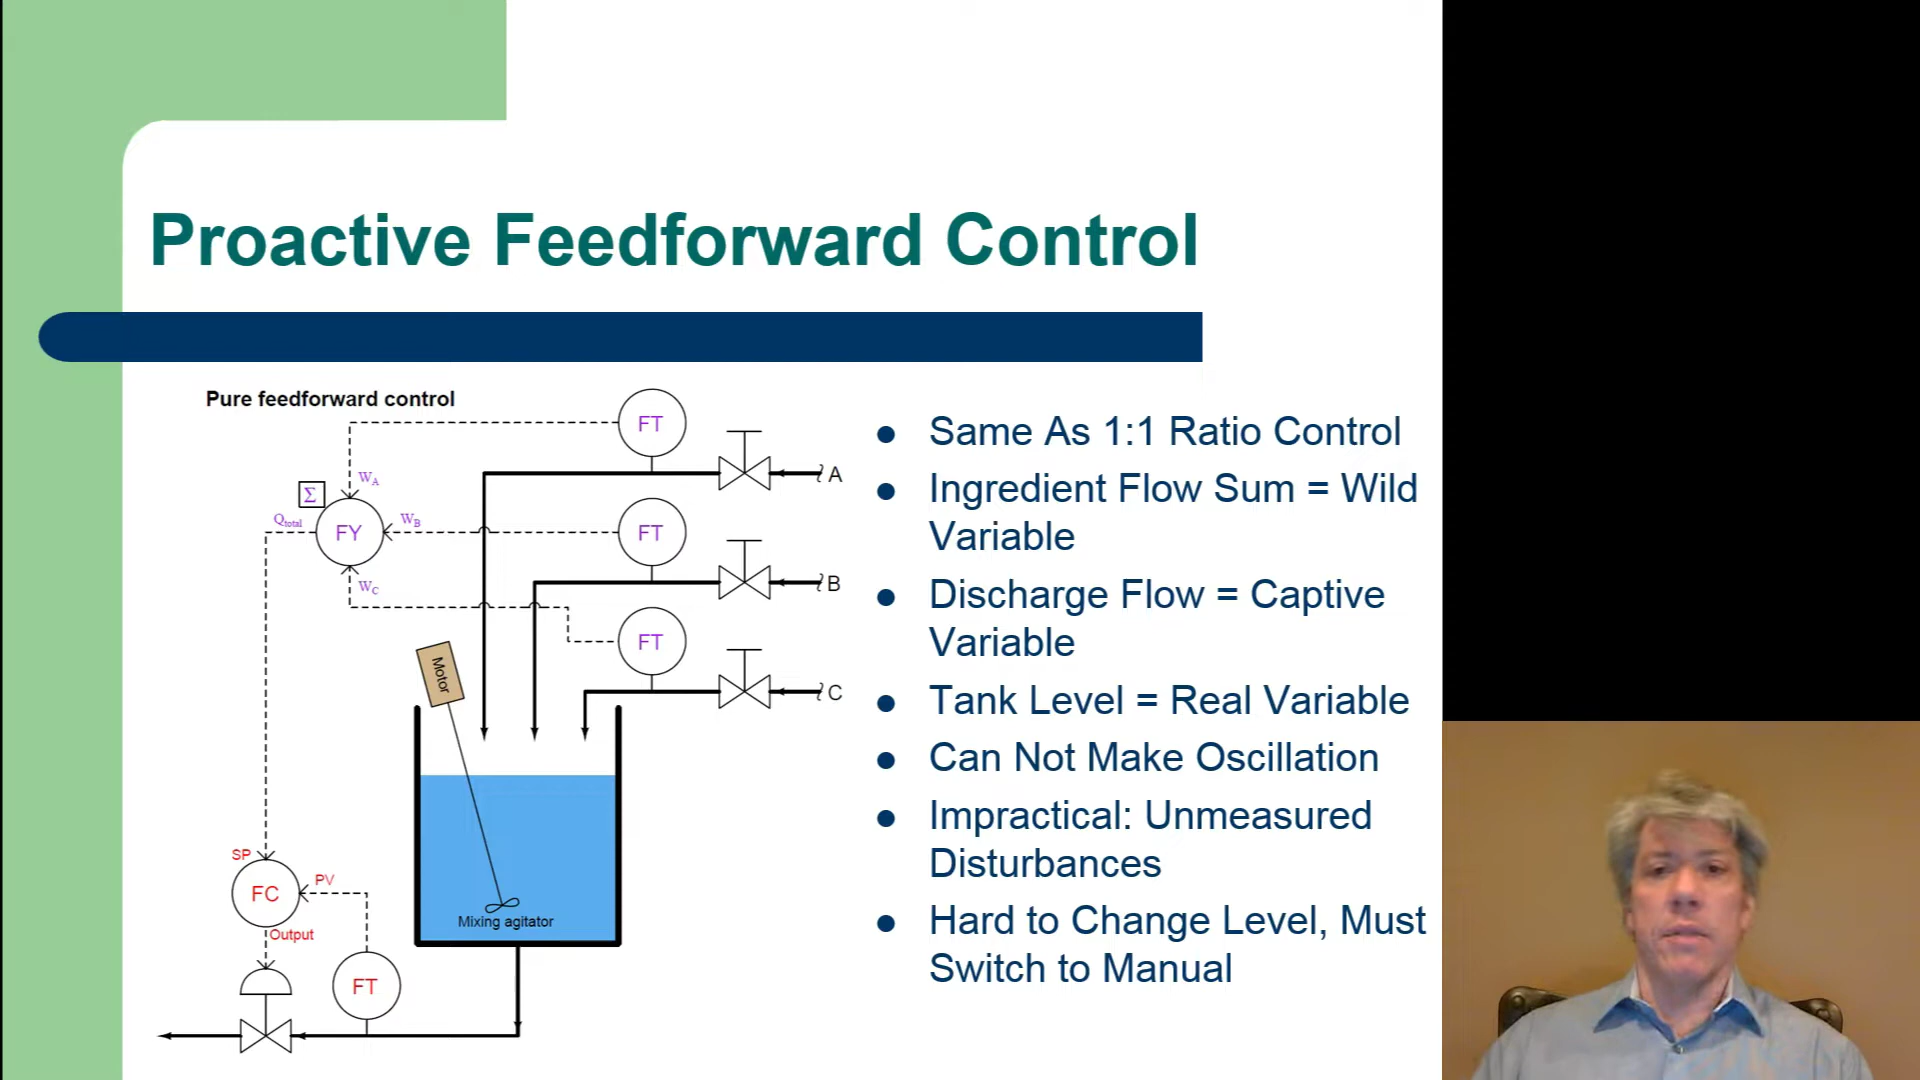 Proactive Feedforward Control
Pure feedforward control
FT
A
W_A
Σ
Q_total
FY
W_B
FT
B
W_C
FT
C
Motor
Mixing agitator
SP
FC
PV
Output
FT
Same As 1:1 Ratio Control
Ingredient Flow Sum = Wild
Variable
Discharge Flow = Captive
Variable
Tank Level = Real Variable
Can Not Make Oscillation
Impractical: Unmeasured
Disturbances
Hard to Change Level, Must
Switch to Manual